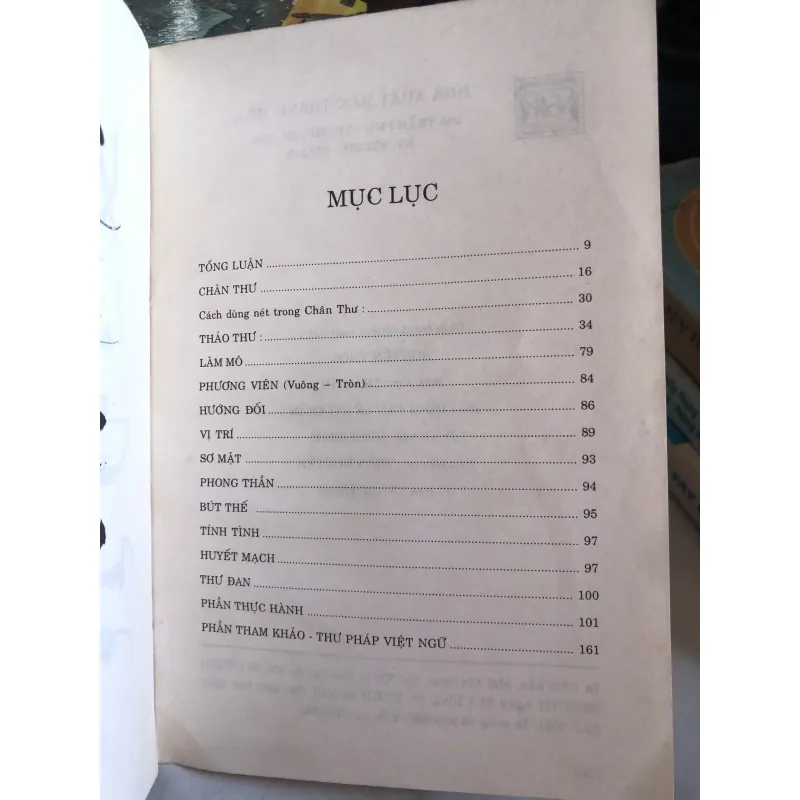 MỤC LỤC
TỔNG LUẬN 9
CHÂN THƯ 16
Cách dùng nét trong Chân Thư : 30
THẢO THƯ : 34
LÂM MÔ 79
PHƯƠNG VIÊN (Vuông – Tròn) 84
HƯỚNG ĐỐI 86
VỊ TRÍ 89
SƠ MẬT 93
PHONG THẦN 94
BÚT THẾ 95
TÍNH TÌNH 97
HUYẾT MẠCH 97
THƯ ĐAN 100
PHẦN THỰC HÀNH 101
PHẦN THAM KHẢO - THƯ PHÁP VIỆT NGỮ 161